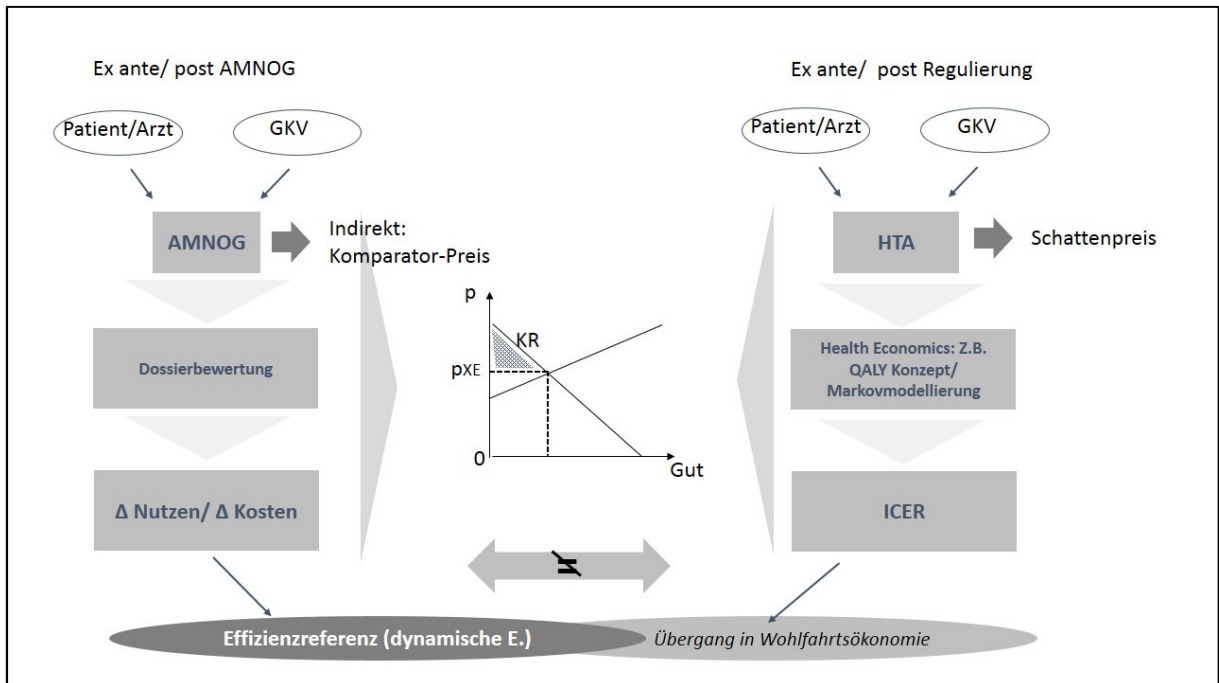 Ex ante/ post AMNOG
Patient/Arzt
GKV
AMNOG
Indirekt:
Komparator-Preis
Dossierbewertung
Δ Nutzen/ Δ Kosten
p
KR
pXE
0
Gut
≠
Ex ante/ post Regulierung
Patient/Arzt
GKV
HTA
Schattenpreis
Health Economics: Z.B.
QALY Konzept/
Markovmodellierung
ICER
Effizienzreferenz (dynamische E.)
Übergang in Wohlfahrtsökonomie